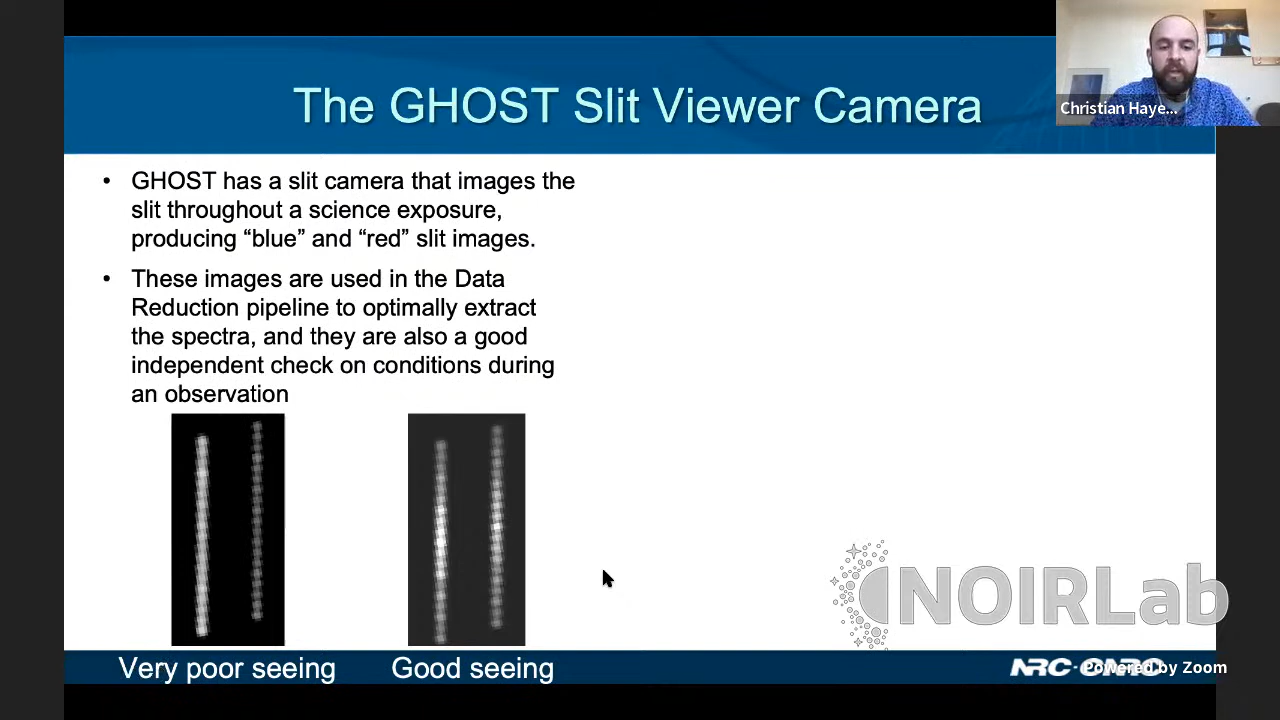 The GHOST Slit Viewer Camera
Christian Haye...
• GHOST has a slit camera that images the
slit throughout a science exposure,
producing “blue” and “red” slit images.
• These images are used in the Data
Reduction pipeline to optimally extract
the spectra, and they are also a good
independent check on conditions during
an observation
NOIRLab
Very poor seeing
Good seeing
NRC·CNRC
Powered by Zoom